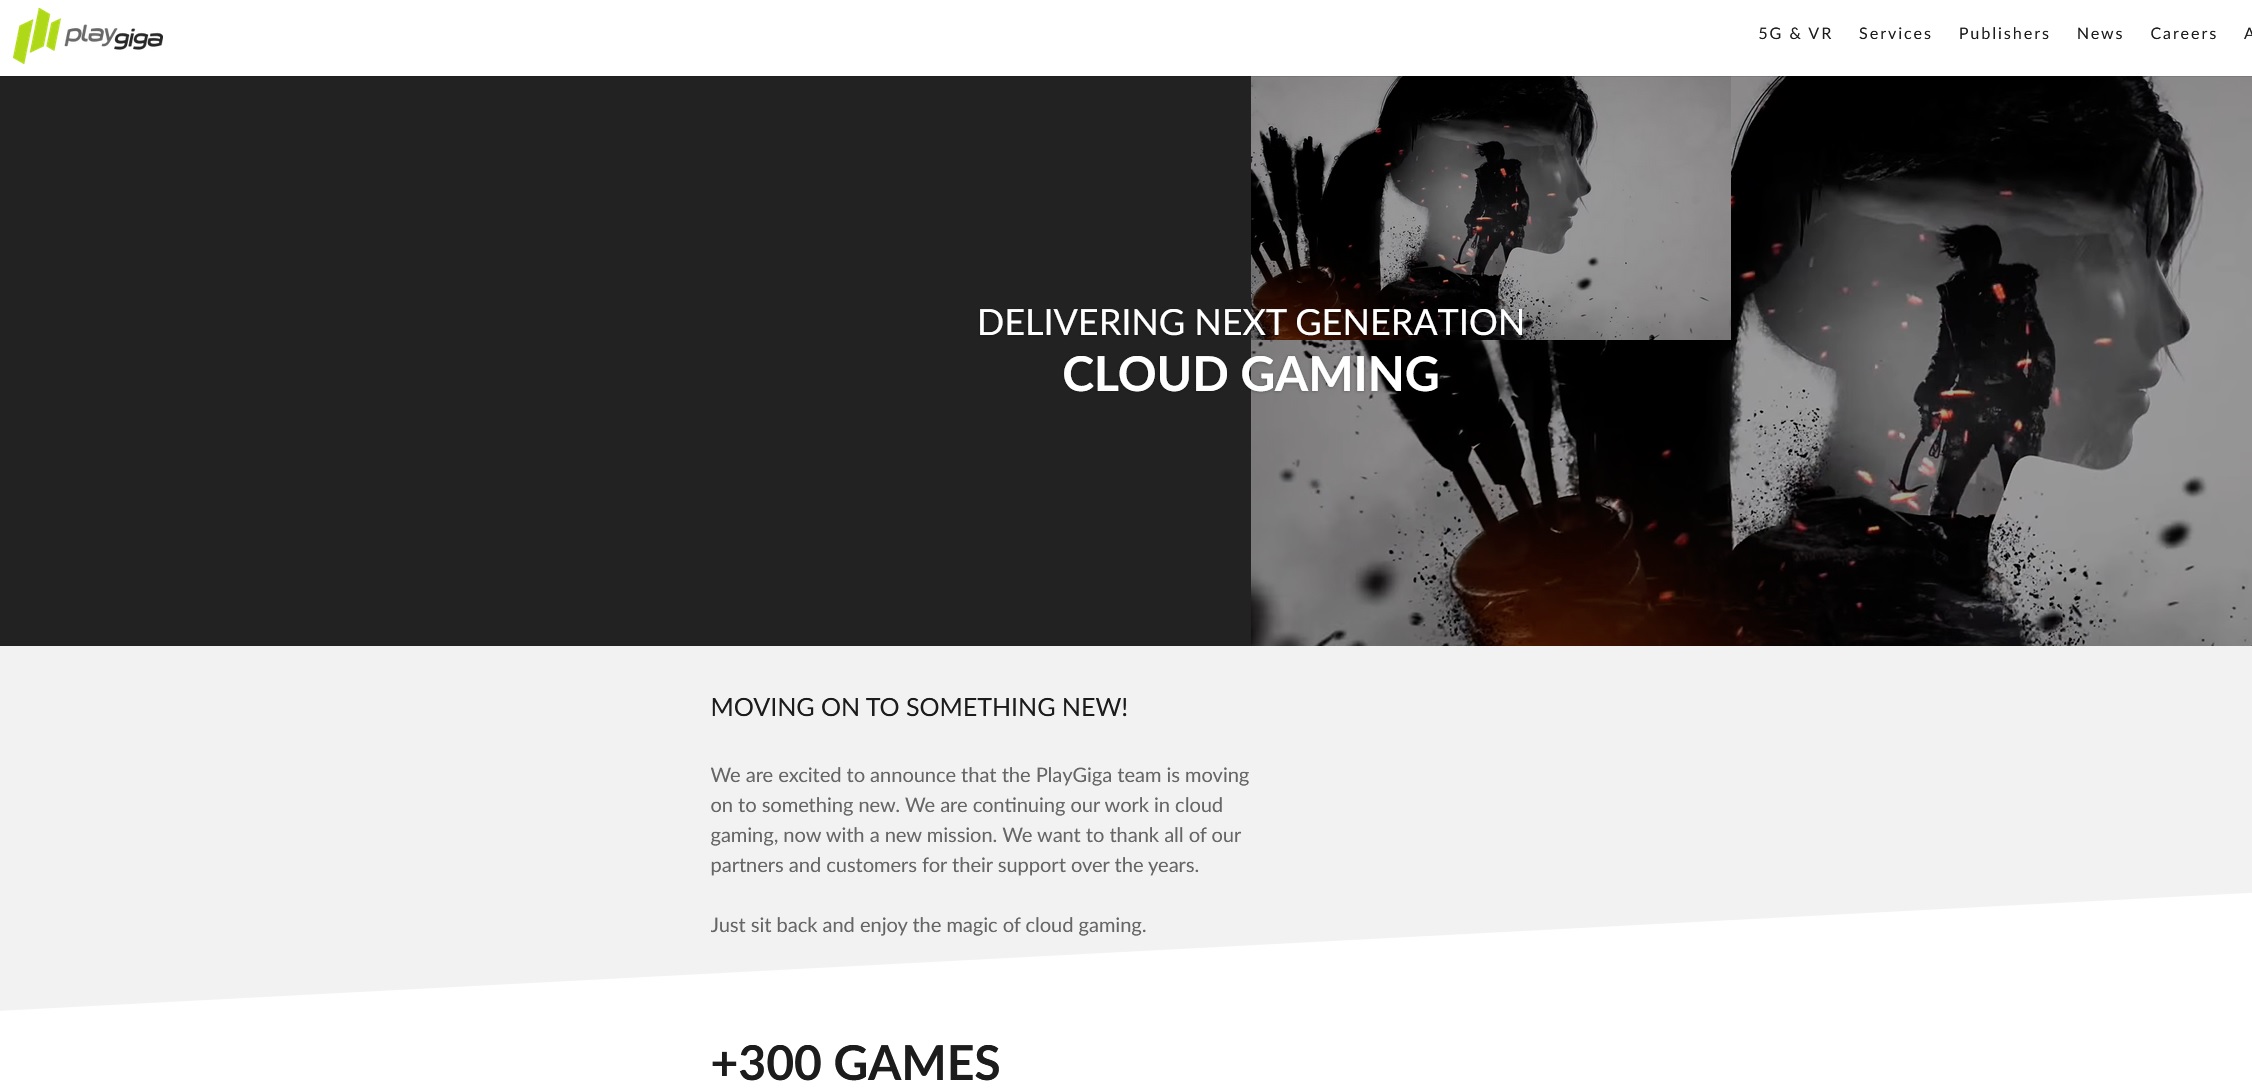 playgiga
5G & VR Services Publishers News Careers A
DELIVERING NEXT GENERATION
CLOUD GAMING
MOVING ON TO SOMETHING NEW!
We are excited to announce that the PlayGiga team is moving
on to something new. We are continuing our work in cloud
gaming, now with a new mission. We want to thank all of our
partners and customers for their support over the years.
Just sit back and enjoy the magic of cloud gaming.
+300 GAMES